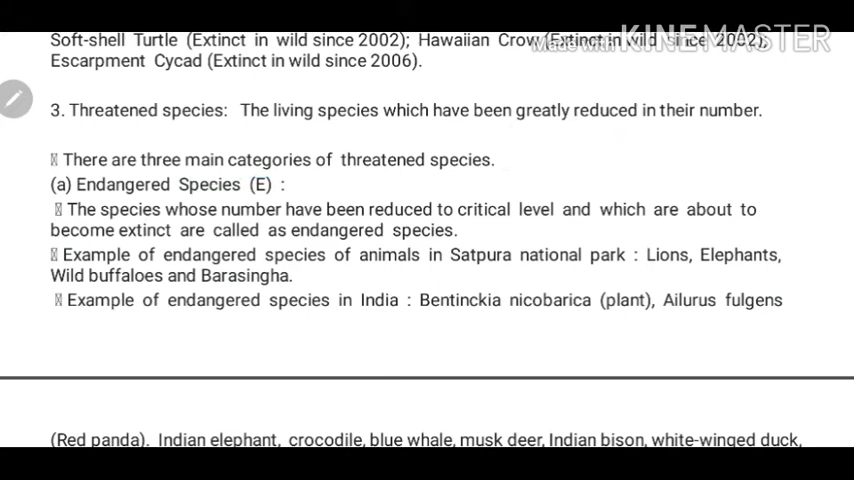 Soft-shell Turtle (Extinct in wild since 2002); Hawaiian Crow (Extinct in wild since 2002);
Made with KINEMASTER
Escarpment Cycad (Extinct in wild since 2006).
3. Threatened species: The living species which have been greatly reduced in their number.
There are three main categories of threatened species.
(a) Endangered Species (E) :
The species whose number have been reduced to critical level and which are about to
become extinct are called as endangered species.
Example of endangered species of animals in Satpura national park : Lions, Elephants,
Wild buffaloes and Barasingha.
Example of endangered species in India : Bentinckia nicobarica (plant), Ailurus fulgens
(Red panda). Indian elephant, crocodile, blue whale, musk deer, Indian bison, white-winged duck,